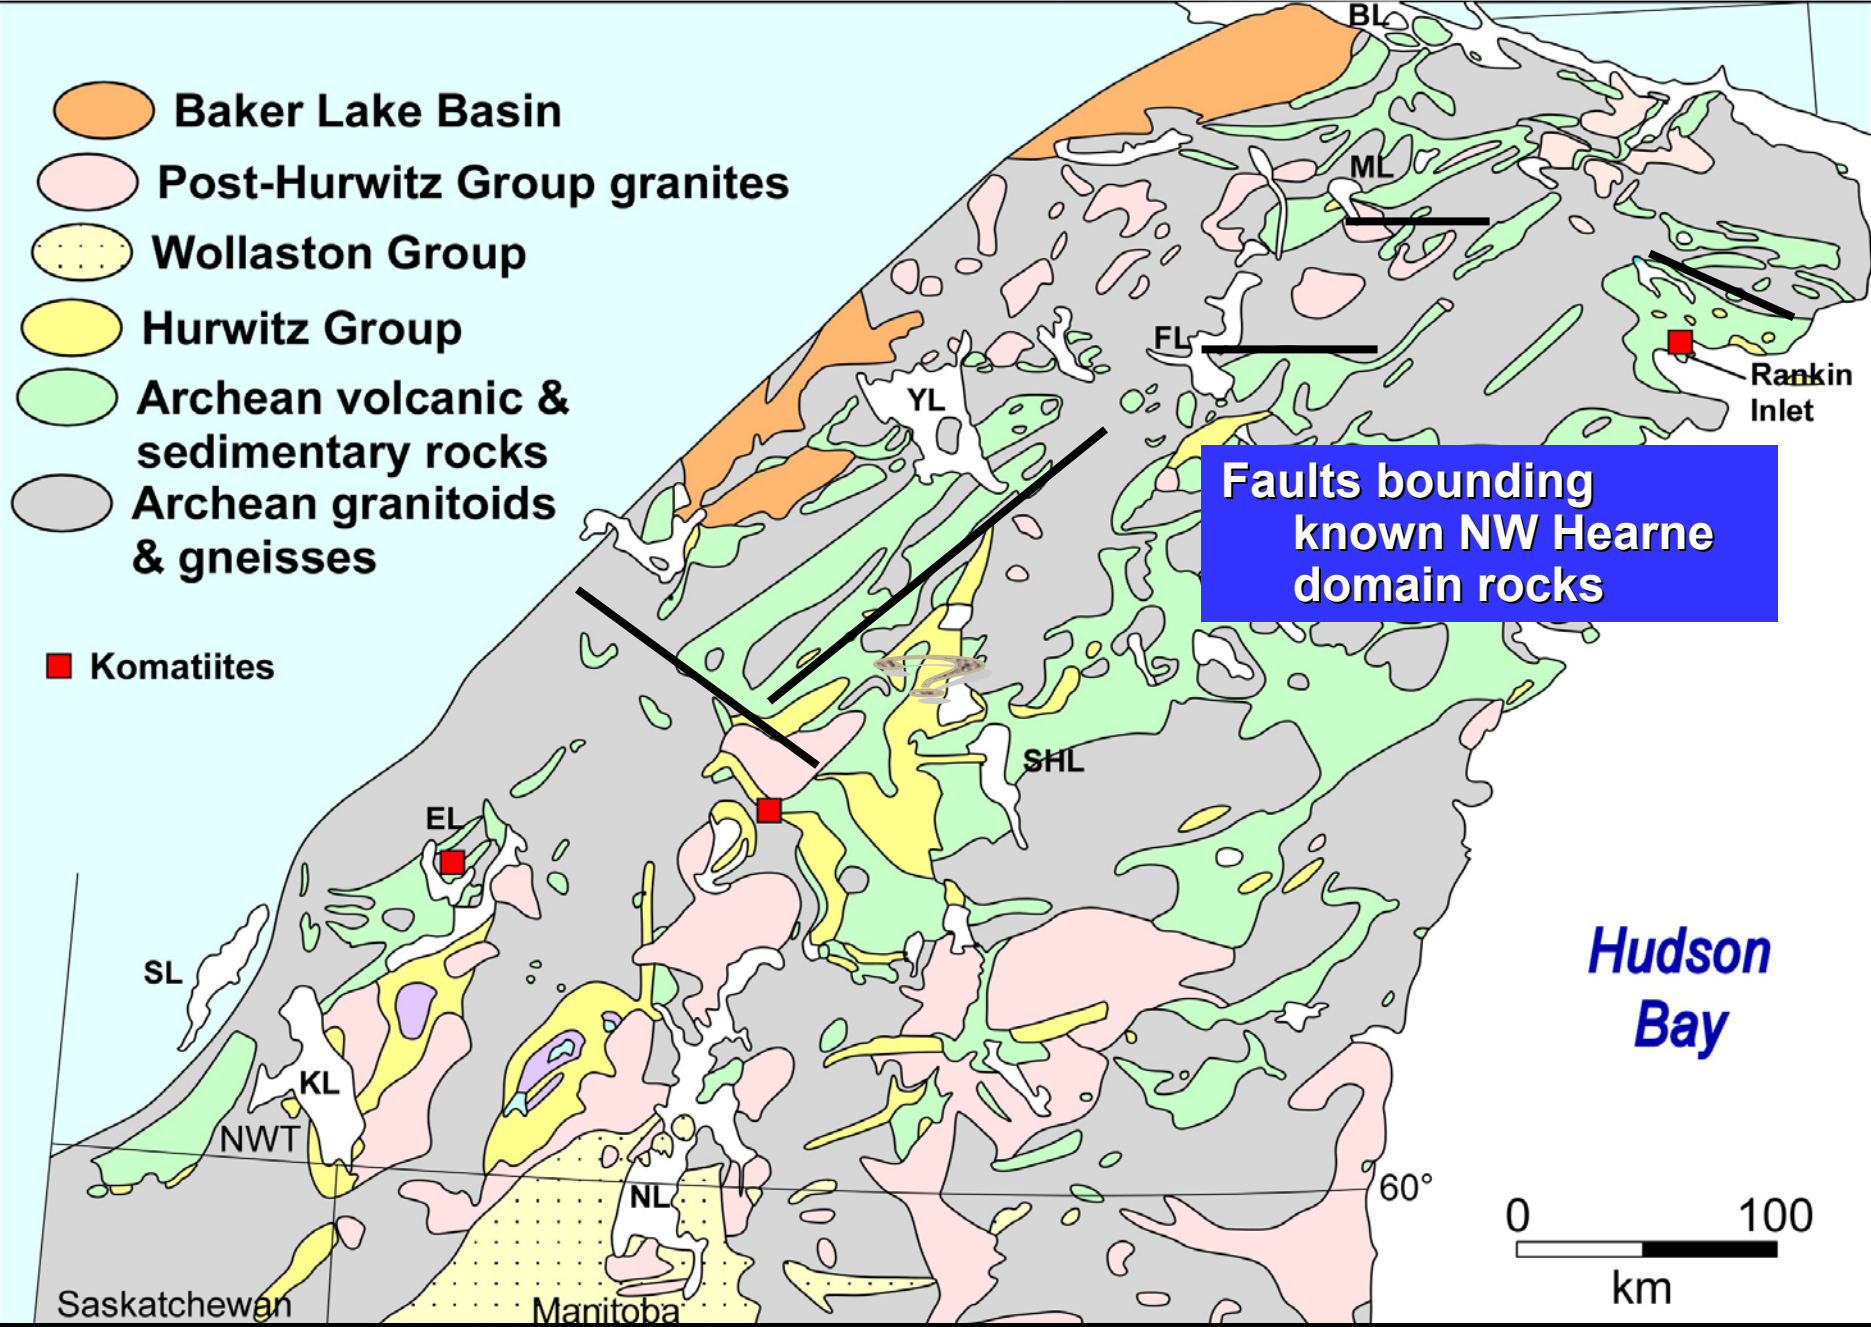 BL
Baker Lake Basin
Post-Hurwitz Group granites
ML
Wollaston Group
Hurwitz Group
FL
Rankin
Inlet
Archean volcanic &
sedimentary rocks
YL
Archean granitoids
& gneisses
Faults bounding
known NW Hearne
domain rocks
Komatiites
?
SHL
EL
SL
Hudson
Bay
KL
NWT
NL
60°
0 100
km
Saskatchewan
Manitoba